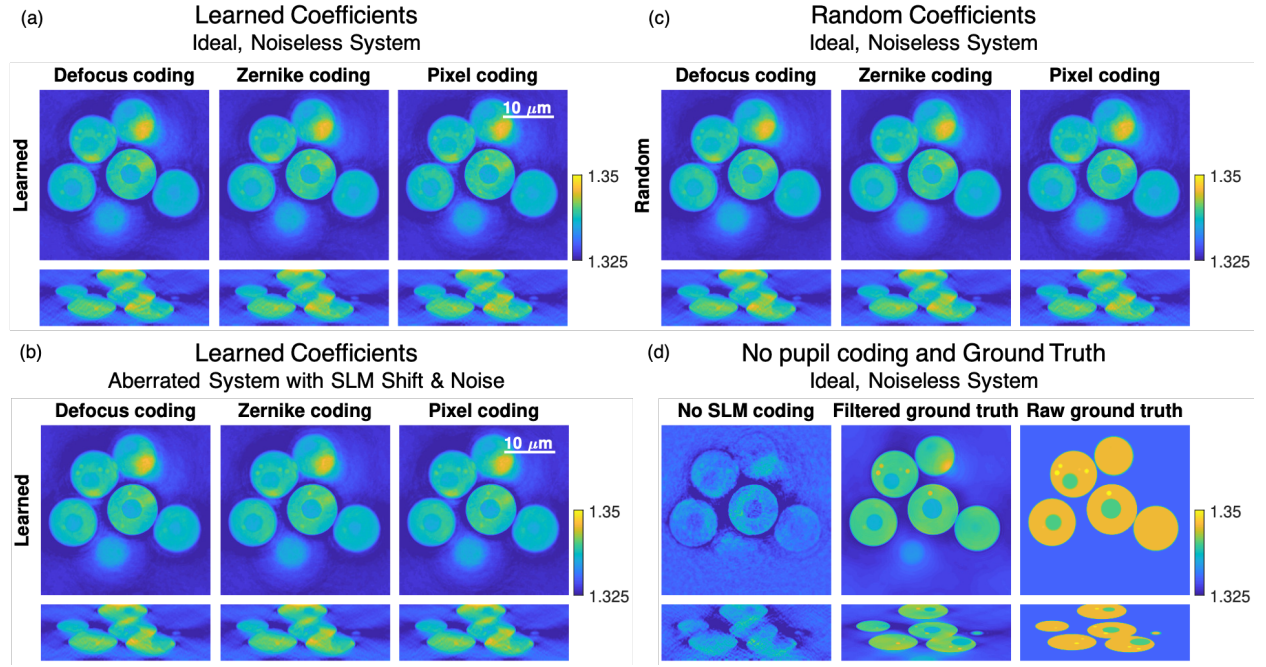 (a)
Learned Coefficients
Ideal, Noiseless System
Defocus coding Zernike coding Pixel coding
10 μm
Learned
1.35
1.325
(c)
Random Coefficients
Ideal, Noiseless System
Defocus coding Zernike coding Pixel coding
Random
1.35
1.325
(b)
Learned Coefficients
Aberrated System with SLM Shift & Noise
Defocus coding Zernike coding Pixel coding
10 μm
Learned
1.35
1.325
(d)
No pupil coding and Ground Truth
Ideal, Noiseless System
No SLM coding Filtered ground truth Raw ground truth
1.35
1.325